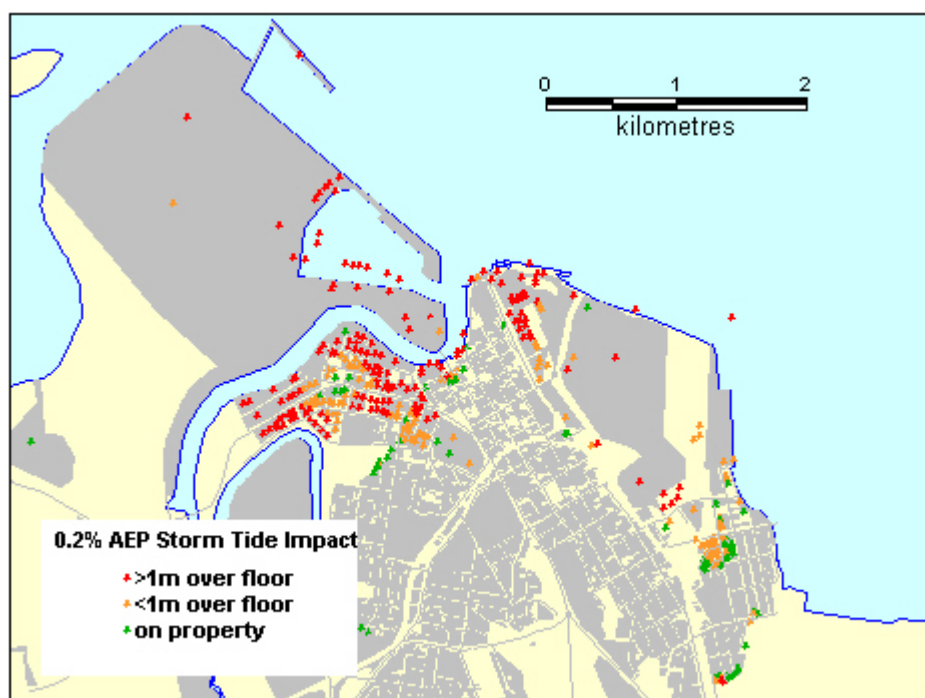 0 1 2
kilometres
0.2% AEP Storm Tide Impact
>1m over floor
<1m over floor
on property